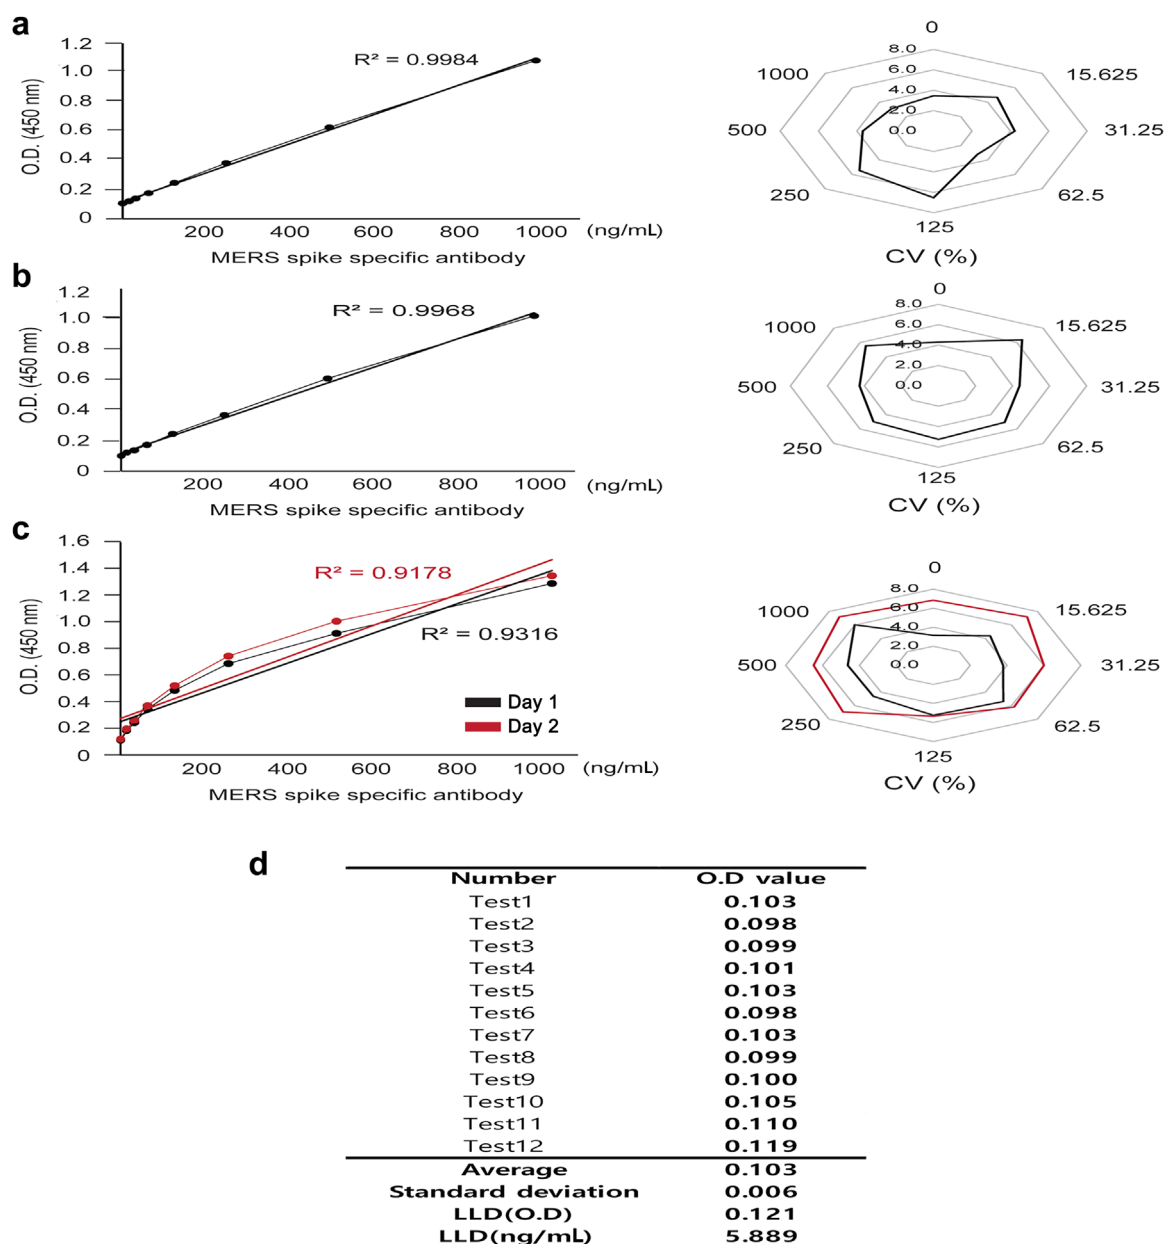 a
1.2
1.0
0.8
0.6
0.4
0.2
0
O.D. (450 nm)
R² = 0.9984
200 400 600 800 1000 (ng/mL)
MERS spike specific antibody
0
15.625
31.25
62.5
125
250
500
1000
8.0
6.0
4.0
2.0
0.0
CV (%)
b
1.2
1.0
0.8
0.6
0.4
0.2
0
O.D. (450 nm)
R² = 0.9968
200 400 600 800 1000 (ng/mL)
MERS spike specific antibody
0
15.625
31.25
62.5
125
250
500
1000
8.0
6.0
4.0
2.0
0.0
CV (%)
c
1.6
1.4
1.2
1.0
0.8
0.6
0.4
0.2
0
O.D. (450 nm)
R² = 0.9178
R² = 0.9316
Day 1
Day 2
200 400 600 800 1000 (ng/mL)
MERS spike specific antibody
0
15.625
31.25
62.5
125
250
500
1000
8.0
6.0
4.0
2.0
0.0
CV (%)
d
Number O.D value
Test1 0.103
Test2 0.098
Test3 0.099
Test4 0.101
Test5 0.103
Test6 0.098
Test7 0.103
Test8 0.099
Test9 0.100
Test10 0.105
Test11 0.110
Test12 0.119
Average 0.103
Standard deviation 0.006
LLD(O.D) 0.121
LLD(ng/mL) 5.889